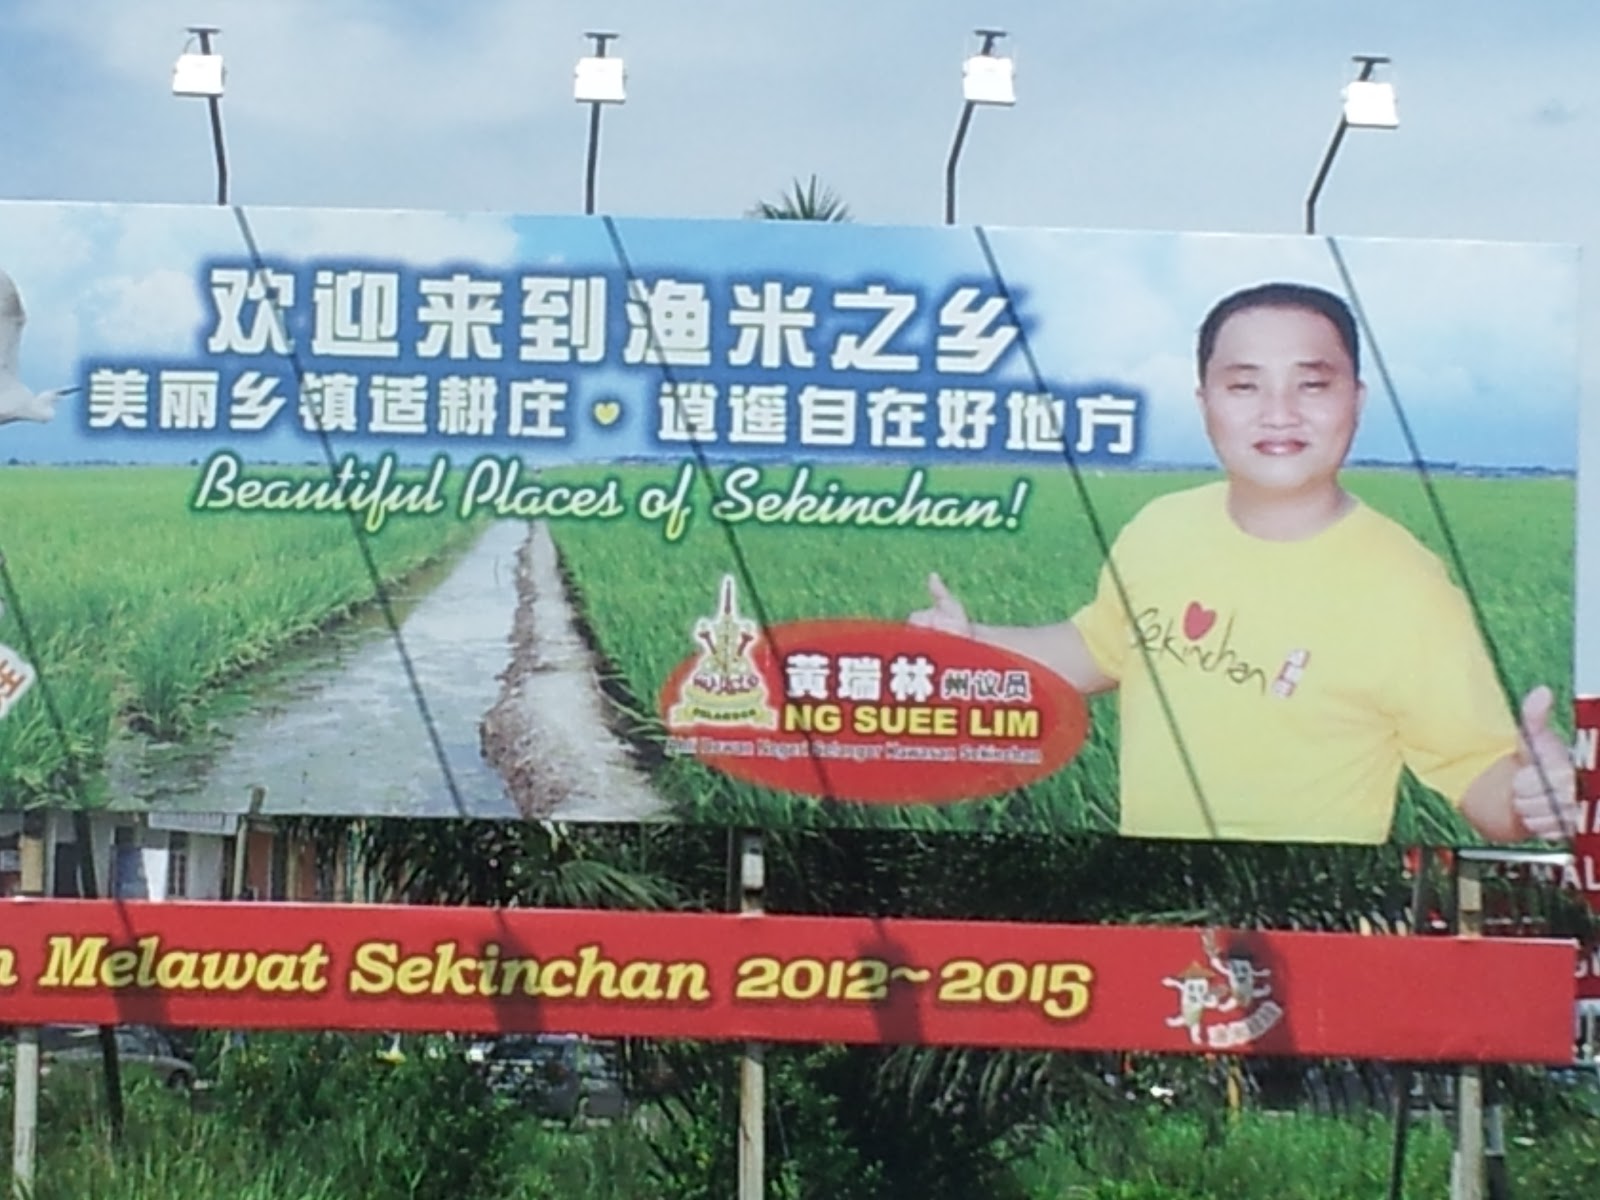 欢迎来到渔米之乡
美丽乡镇适耕庄 · 逍遥自在好地方
Beautiful Places of Sekinchan!
Sekinchan
黄瑞林 州议员
NG SUEE LIM
Ahli Dewan Negeri Selangor Kawasan Sekinchan
SELANGOR
Melawat Sekinchan 2012~2015